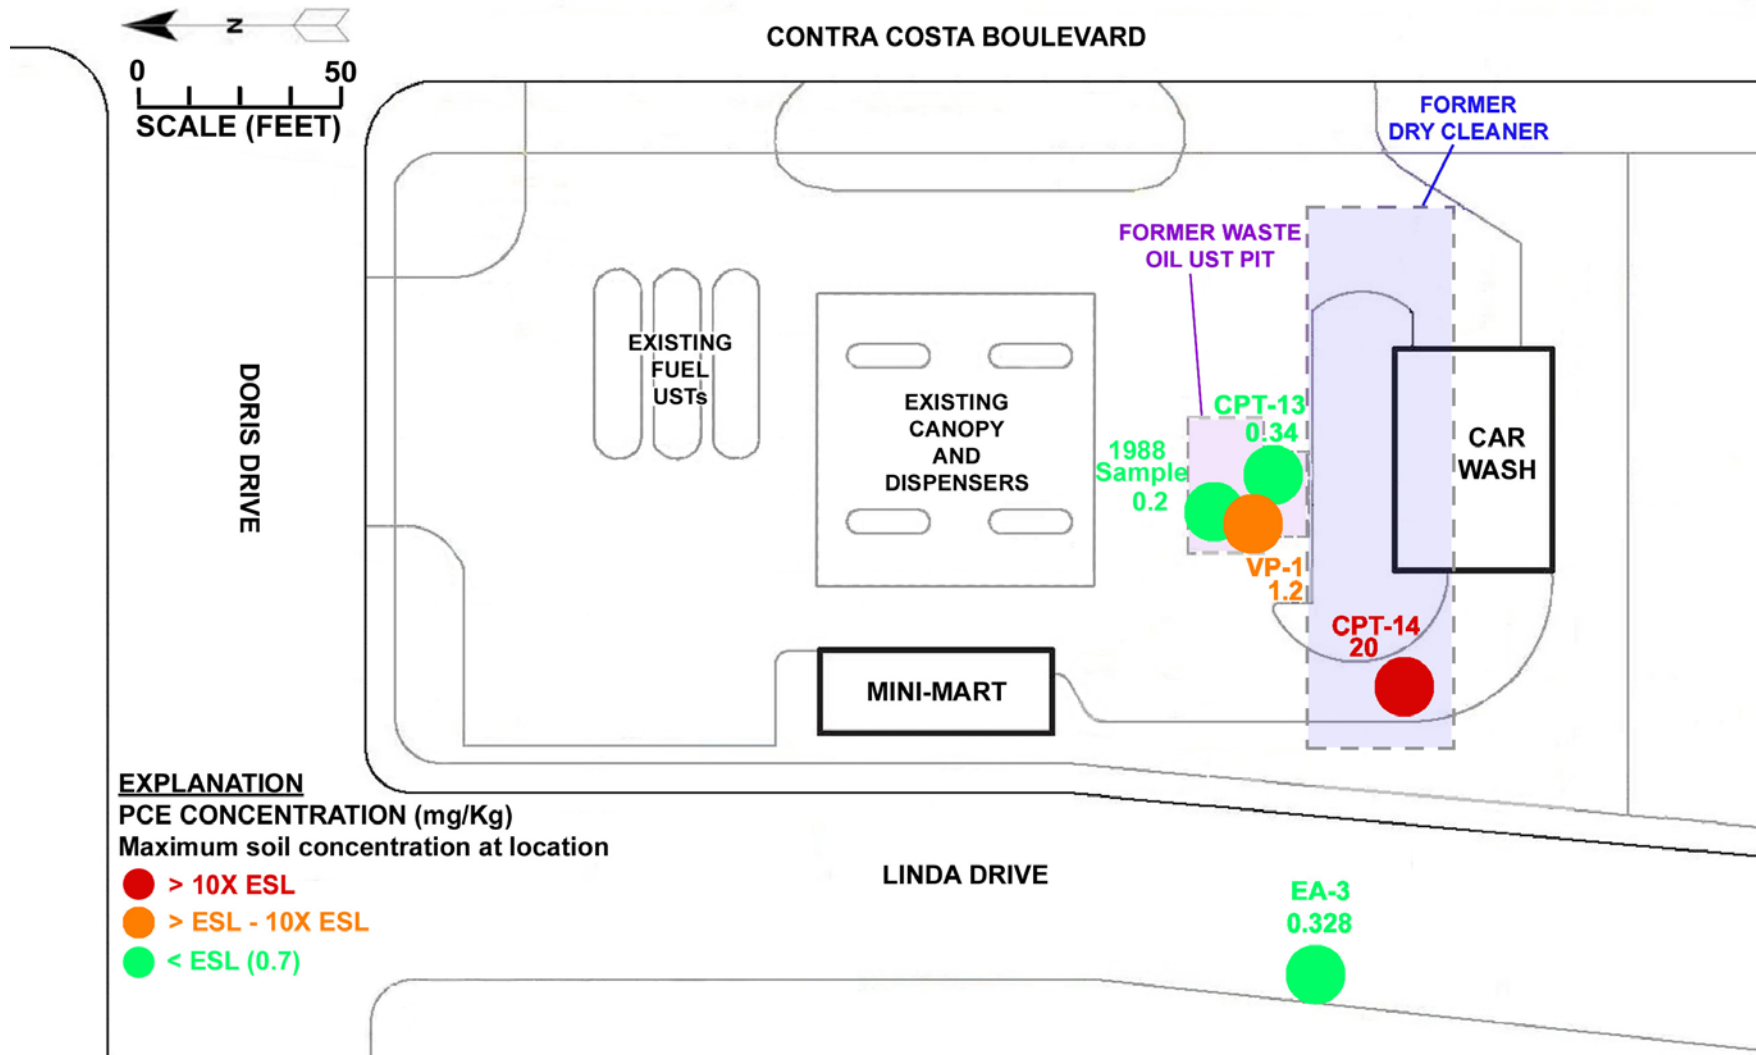 N
CONTRA COSTA BOULEVARD
0 50
SCALE (FEET)
FORMER
DRY CLEANER
FORMER WASTE
OIL UST PIT
EXISTING
FUEL
USTs
DORIS DRIVE
EXISTING
CANOPY
AND
DISPENSERS
CPT-13
0.34
1988
Sample
0.2
CAR
WASH
VP-1
1.2
CPT-14
20
MINI-MART
EXPLANATION
PCE CONCENTRATION (mg/Kg)
Maximum soil concentration at location
> 10X ESL
> ESL - 10X ESL
< ESL (0.7)
LINDA DRIVE
EA-3
0.328